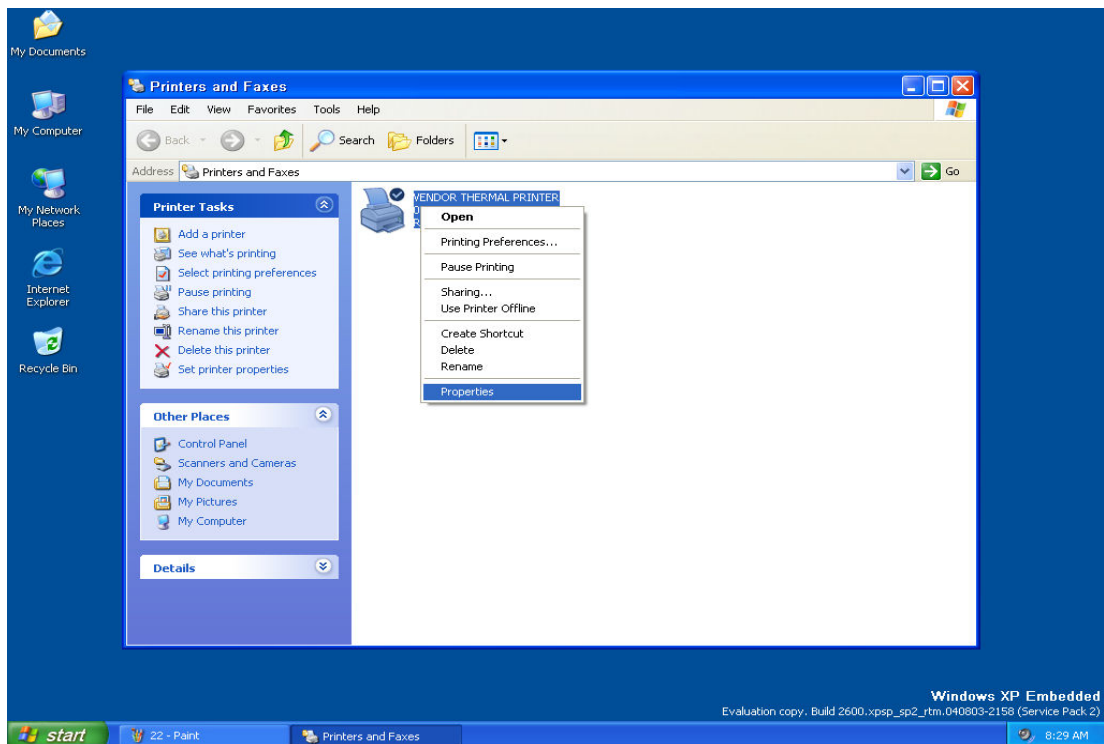 My Documents
My Computer
My Network
Places
Internet
Explorer
Recycle Bin
Printers and Faxes
File Edit View Favorites Tools Help
Back Search Folders
Address Printers and Faxes Go
Printer Tasks
Add a printer
See what's printing
Select printing preferences
Pause printing
Share this printer
Rename this printer
Delete this printer
Set printer properties
Other Places
Control Panel
Scanners and Cameras
My Documents
My Pictures
My Computer
Details
VENDOR THERMAL PRINTER
Open
Printing Preferences...
Pause Printing
Sharing...
Use Printer Offline
Create Shortcut
Delete
Rename
Properties
Windows XP Embedded
Evaluation copy. Build 2600.xpsp_sp2_rtm.040803-2158 (Service Pack 2)
start 22 - Paint Printers and Faxes 8:29 AM